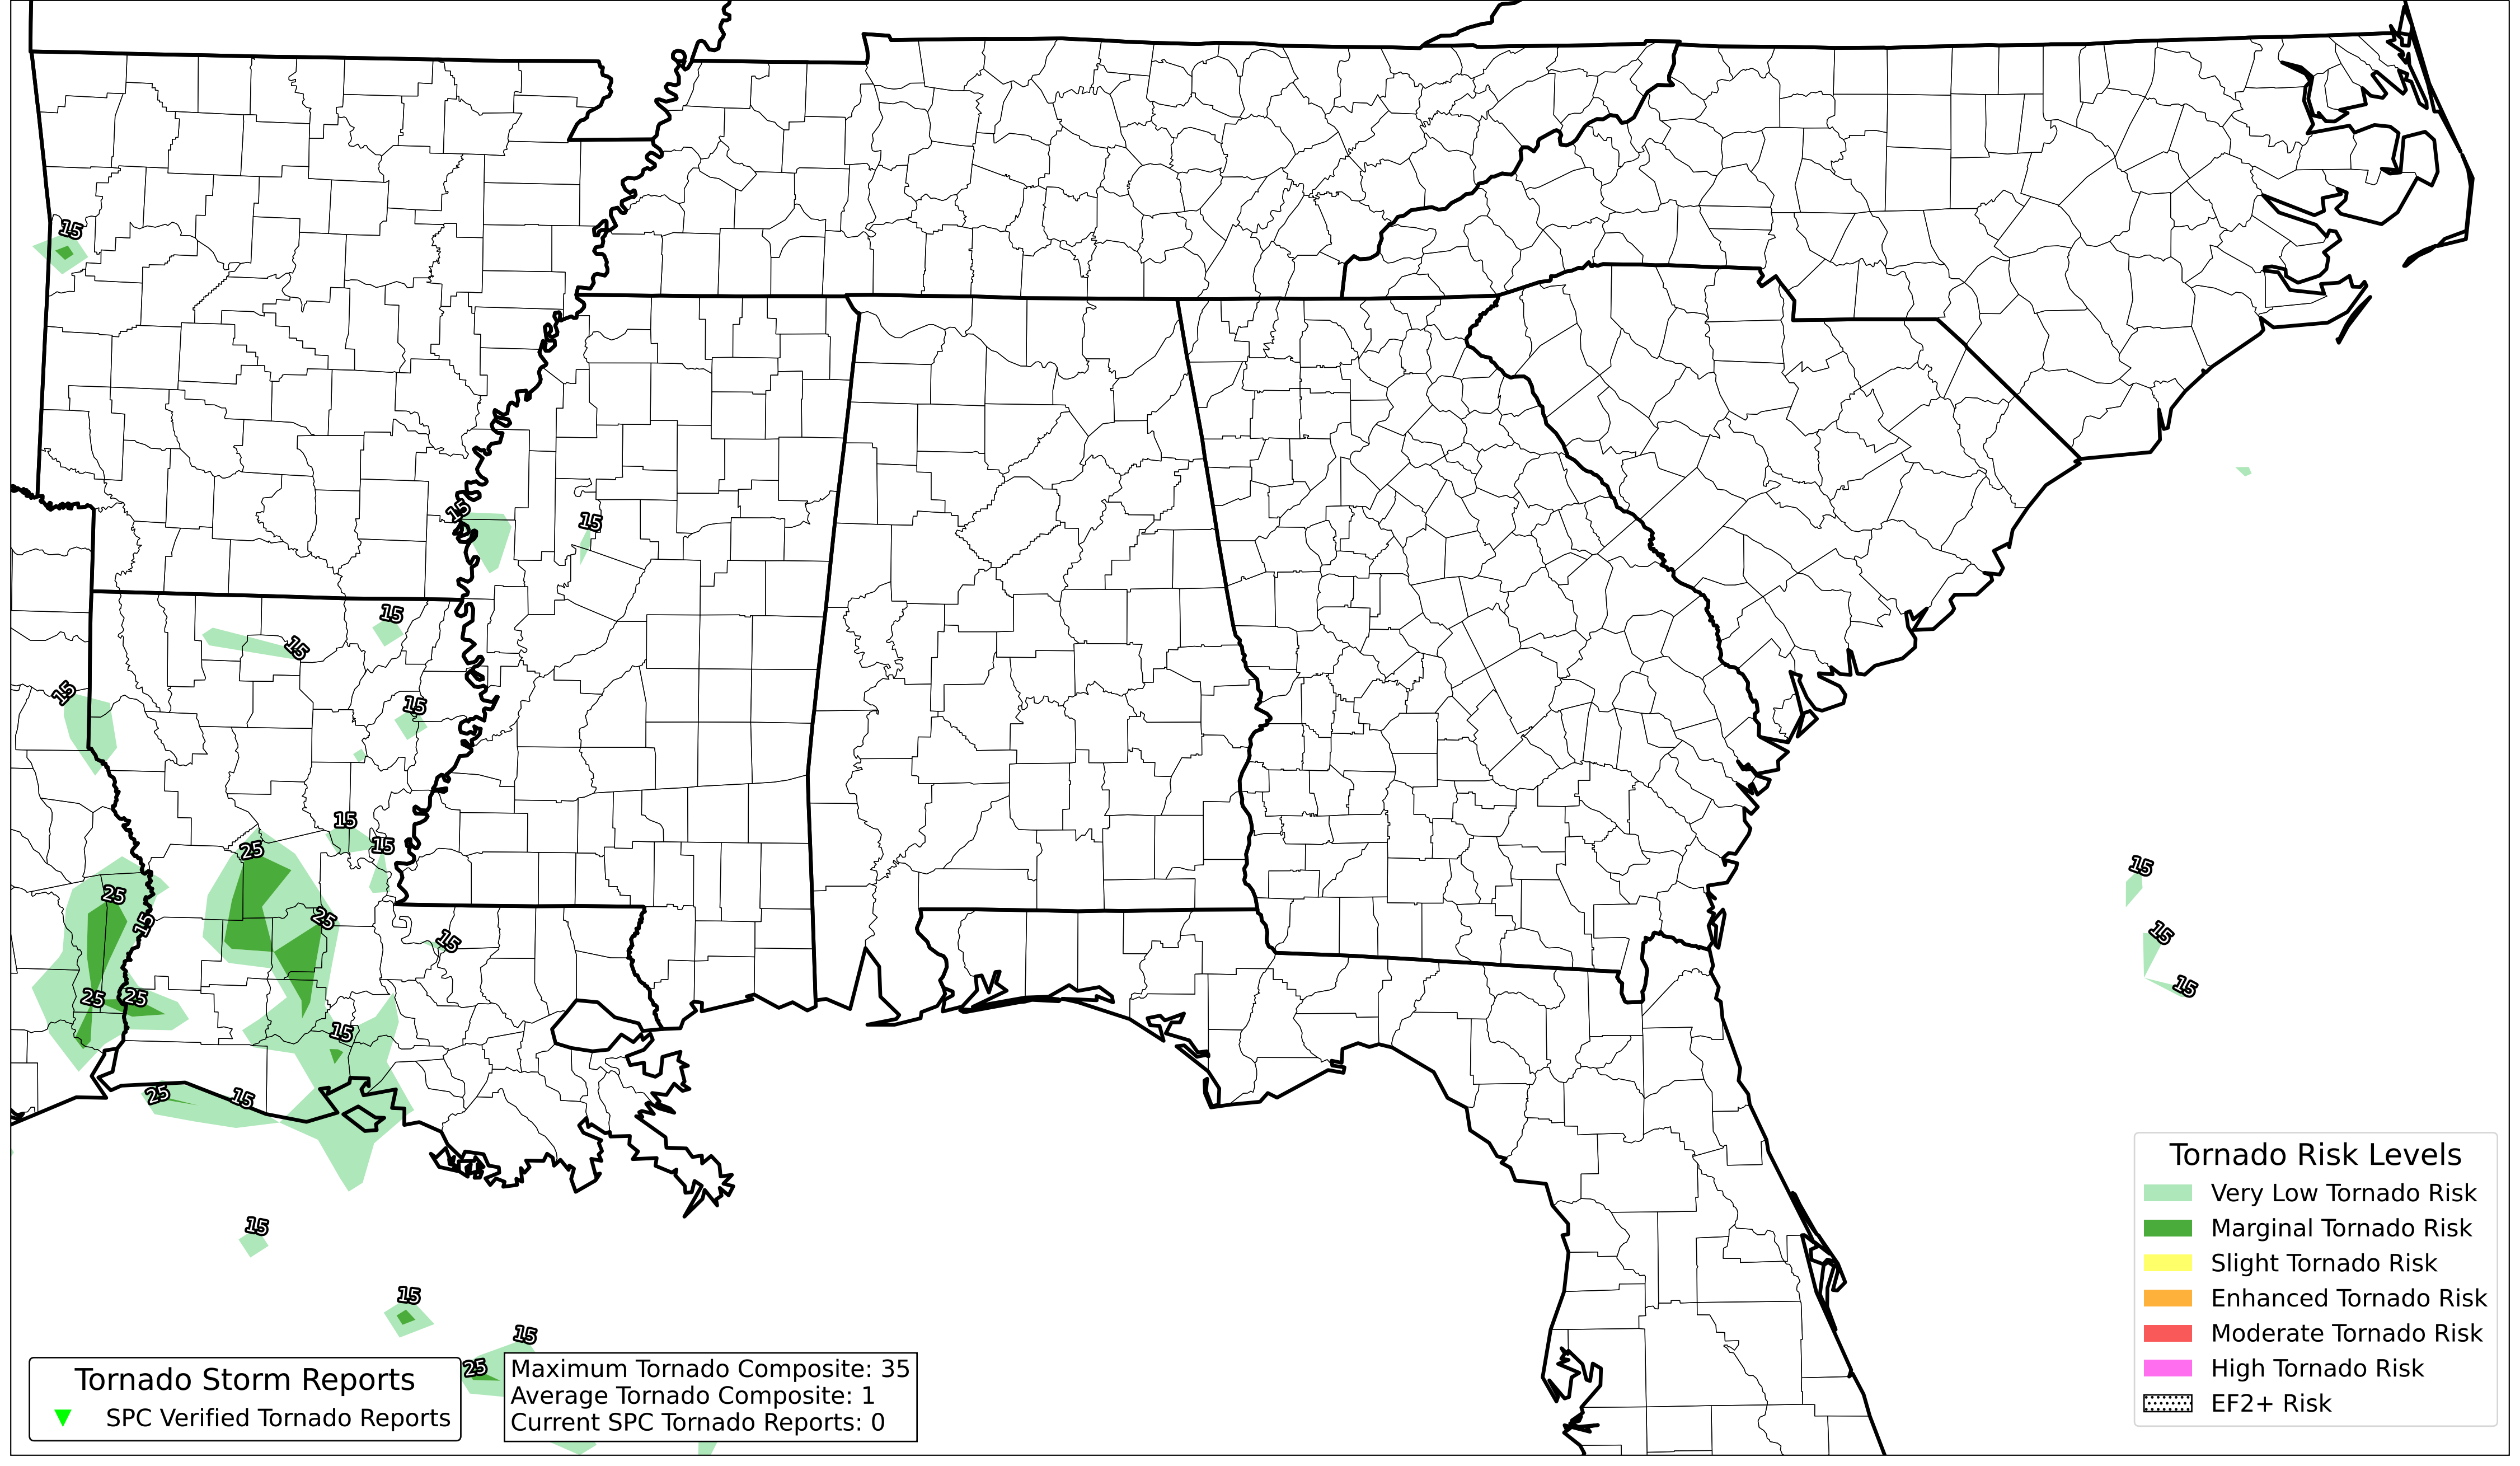 15
15
15
15
15
15
15
15
15
25
25
25
15
15
15
25
25
15
25
15
15
15
15
15
15
15
25
Tornado Storm Reports
SPC Verified Tornado Reports
Maximum Tornado Composite: 35
Average Tornado Composite: 1
Current SPC Tornado Reports: 0
Tornado Risk Levels
Very Low Tornado Risk
Marginal Tornado Risk
Slight Tornado Risk
Enhanced Tornado Risk
Moderate Tornado Risk
High Tornado Risk
EF2+ Risk